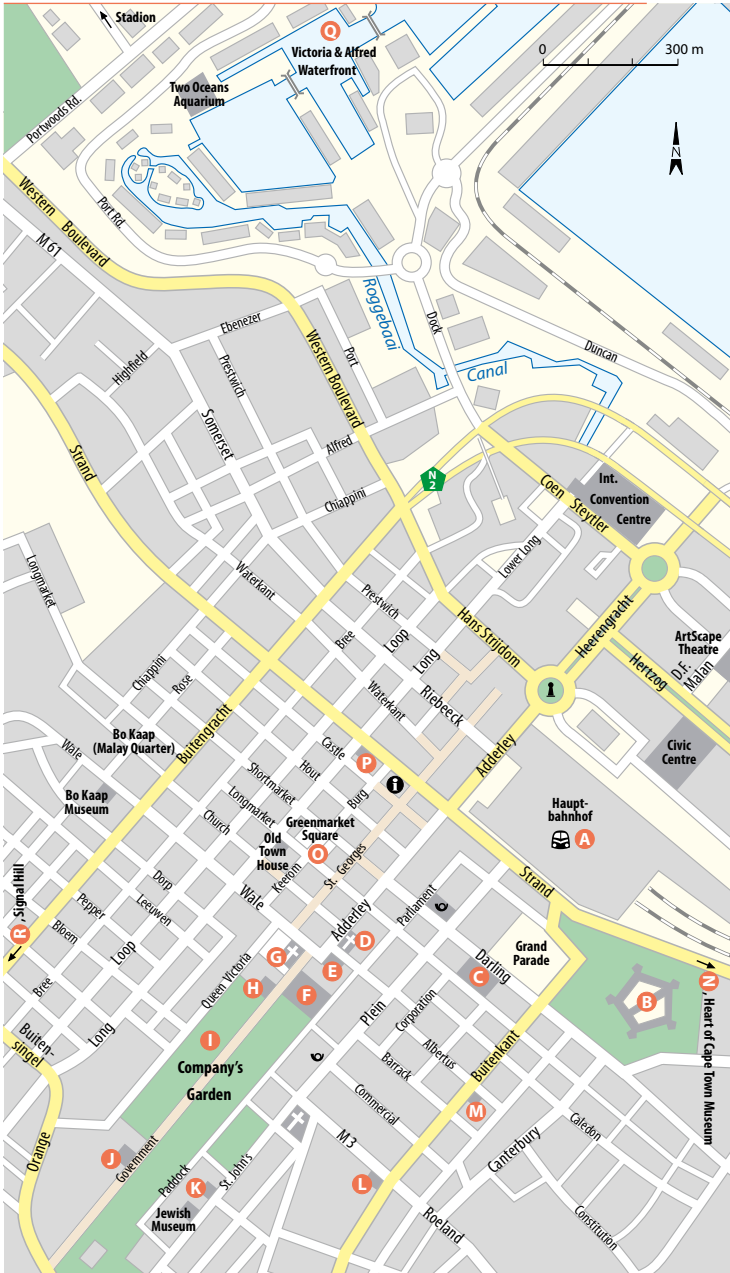 Stadion
Q
Victoria & Alfred
Waterfront
0 300 m
Two Oceans
Aquarium
Portwoods Rd.
N
Port Rd.
Western Boulevard
M 61
Roggebaai
Canal
Dock
Duncan
Ebenezer
Port
Highfield
Prestwich
Western Boulevard
Somerset
Alfred
Strand
Chiappini
N
2
Int.
Convention
Centre
Coen Steytler
Lower Long
Longmarket
Waterkant
Prestwich
Bree
Loop
Long
Hans Strijdom
Heerengracht
ArtScape
Theatre
D.F.
Malan
Hertzog
Chiappini
Rose
Waterkant
Riebeeck
Bo Kaap
(Malay Quarter)
Buitengracht
Wale
Castle
P
Hout
Burg
i
Adderley
Civic
Centre
Shortmarket
Longmarket
Bo Kaap
Museum
Church
Greenmarket
Square
O
Old
Town
House
Keerom
St. Georges
Haupt-
bahnhof
A
Strand
R, Signal Hill
Dorp
Leeuwen
Pepper
Bloem
Wale
Loop
Adderley
Parliament
D
Darling
Grand
Parade
C
G
E
H
F
Queen Victoria
B
N, Heart of Cape Town Museum
Bree
Long
Buiten-
singel
Plein
Corporation
Albertus
Barrack
Commercial
Buitenkant
I
Company's
Garden
M
M 3
Canterbury
Caledon
Orange
J
Government
Paddock
St. John's
K
Jewish
Museum
L
Roeland
Constitution